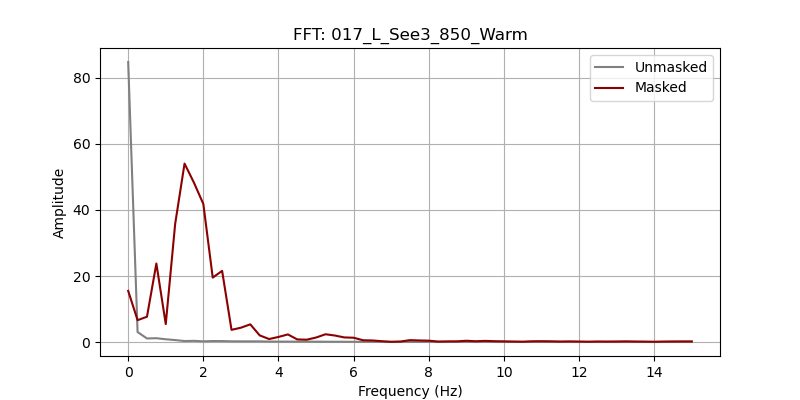 FFT: 017_L_See3_850_Warm
Unmasked
Masked
Amplitude
80
60
40
20
0
0 2 4 6 8 10 12 14
Frequency (Hz)